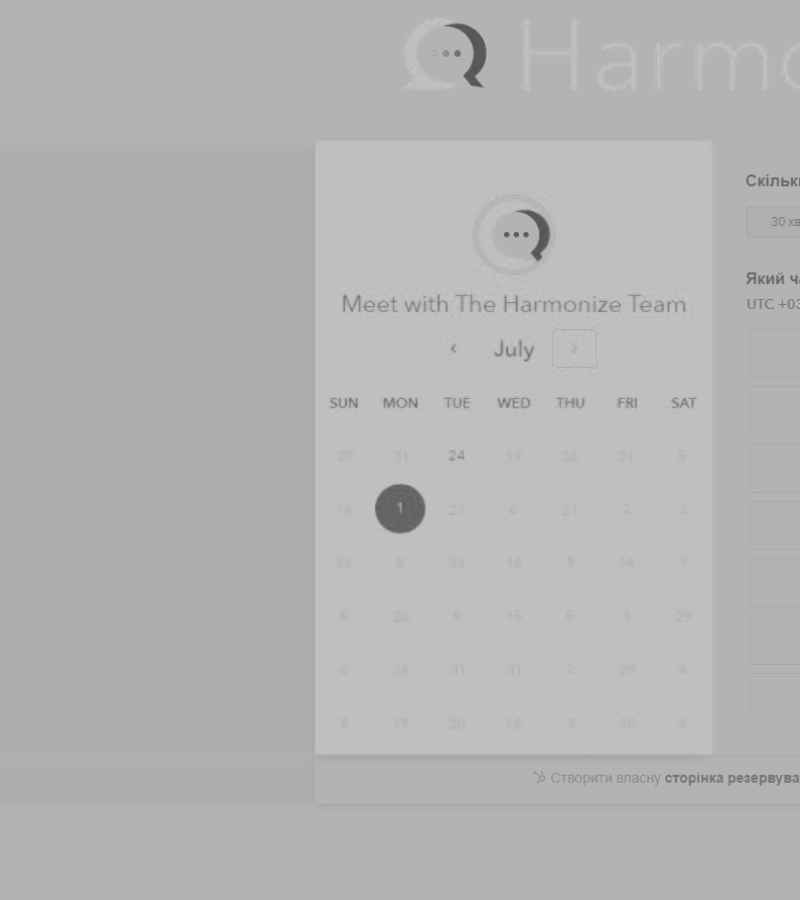 Harmo
Meet with The Harmonize Team
‹ July ›
SUN MON TUE WED THU FRI SAT
29 31 24 19 26 21 5
18 1 27 6 21 2 2
28 5 25 16 9 14 7
5 20 5 15 5 1 29
4 26 31 31 2 29 6
8 19 20 18 3 18 6
Скільки
30 хв
Який ча
UTC +03
Створити власну сторінка резервува